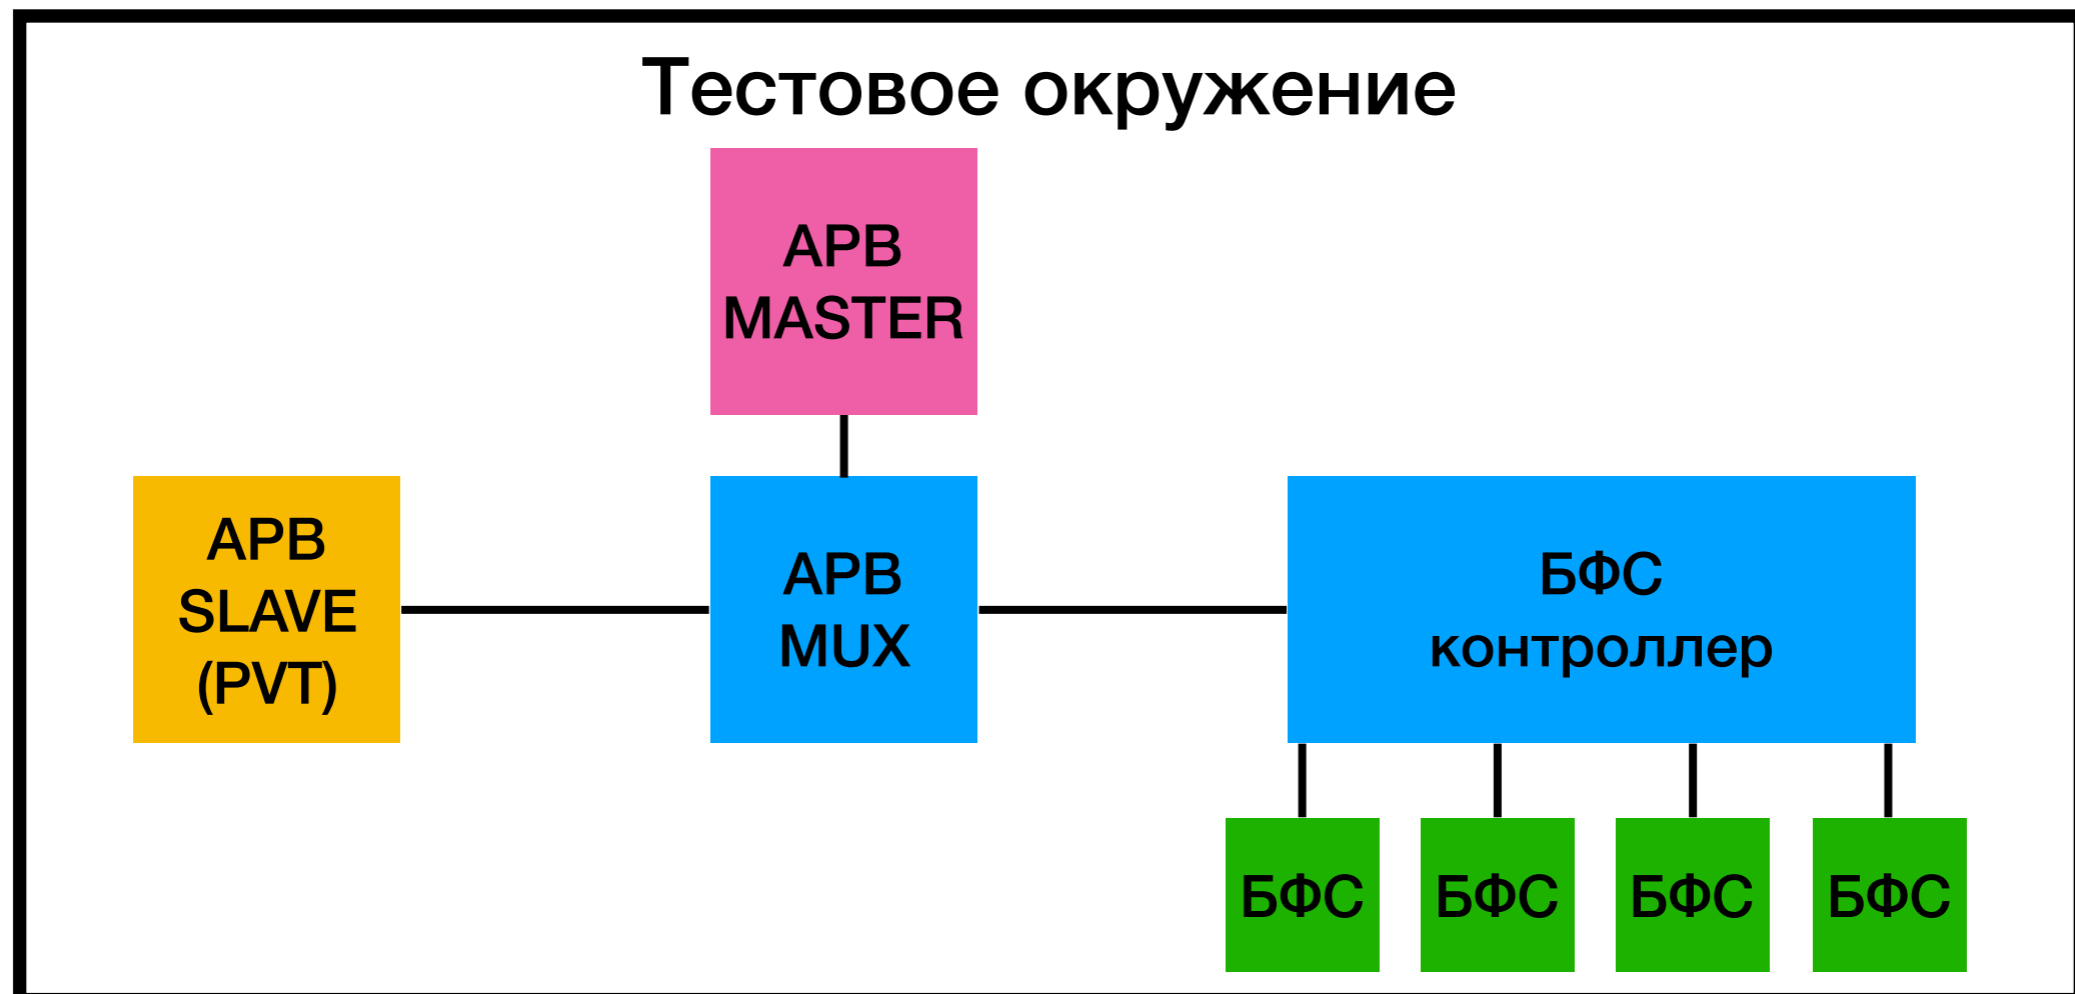 Тестовое окружение
APB
MASTER
APB
SLAVE
(PVT)
APB
MUX
БФС
контроллер
БФС
БФС
БФС
БФС